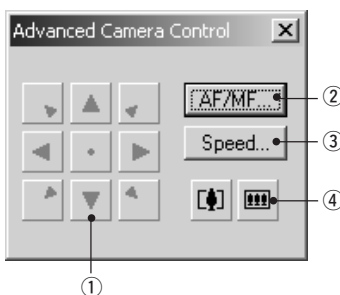 Advanced Camera Control
AF/MF... ②
Speed... ③
④
①